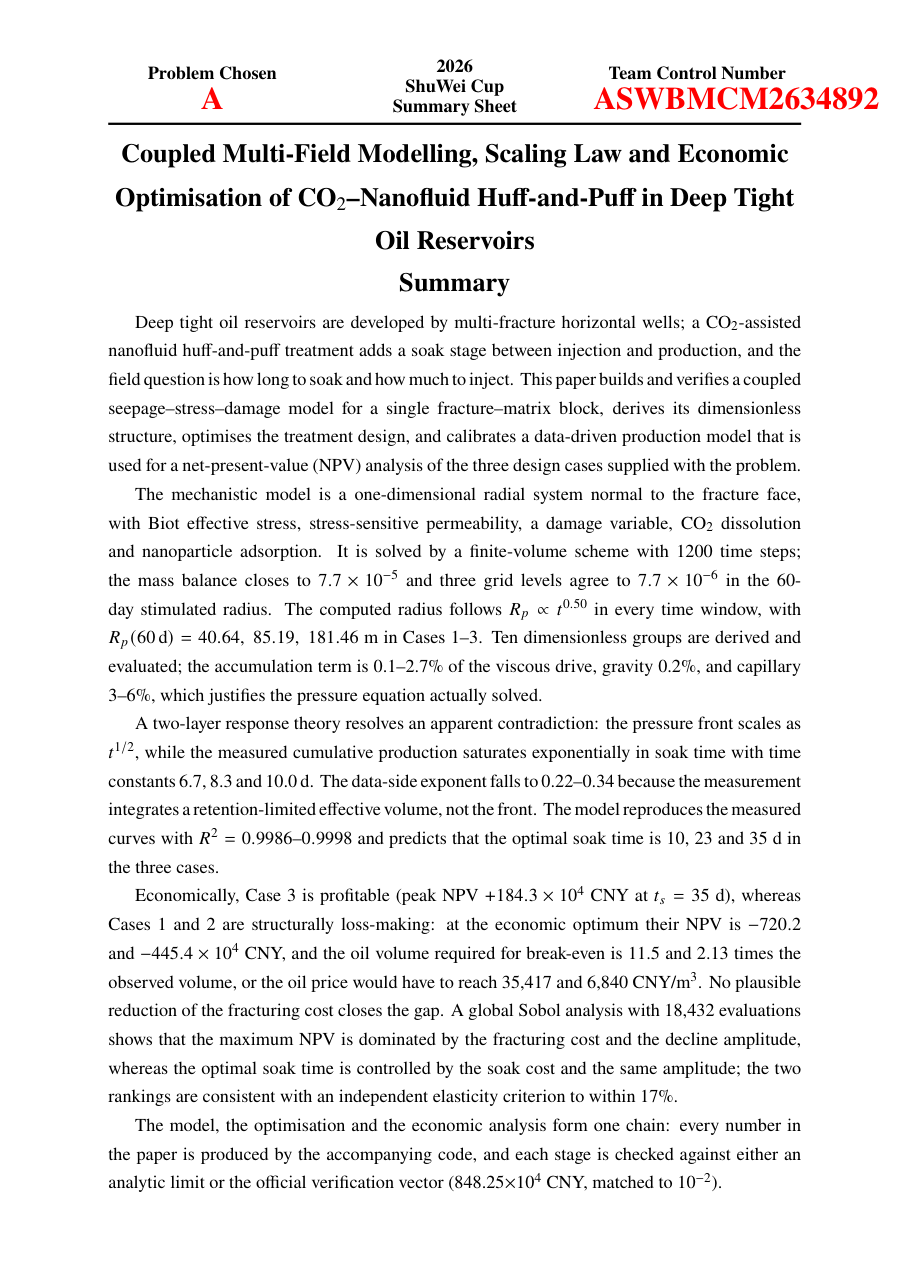 Problem Chosen
A
2026
ShuWei Cup
Summary Sheet
Team Control Number
ASWBMCM2634892
Coupled Multi-Field Modelling, Scaling Law and Economic
Optimisation of CO₂–Nanofluid Huff-and-Puff in Deep Tight
Oil Reservoirs
Summary
Deep tight oil reservoirs are developed by multi-fracture horizontal wells; a CO₂-assisted
nanofluid huff-and-puff treatment adds a soak stage between injection and production, and the
field question is how long to soak and how much to inject. This paper builds and verifies a coupled
seepage–stress–damage model for a single fracture–matrix block, derives its dimensionless
structure, optimises the treatment design, and calibrates a data-driven production model that is
used for a net-present-value (NPV) analysis of the three design cases supplied with the problem.
The mechanistic model is a one-dimensional radial system normal to the fracture face,
with Biot effective stress, stress-sensitive permeability, a damage variable, CO₂ dissolution
and nanoparticle adsorption. It is solved by a finite-volume scheme with 1200 time steps;
the mass balance closes to 7.7 × 10⁻⁵ and three grid levels agree to 7.7 × 10⁻⁶ in the 60-
day stimulated radius. The computed radius follows Rₚ ∝ t⁰·⁵⁰ in every time window, with
Rₚ(60 d) = 40.64, 85.19, 181.46 m in Cases 1–3. Ten dimensionless groups are derived and
evaluated; the accumulation term is 0.1–2.7% of the viscous drive, gravity 0.2%, and capillary
3–6%, which justifies the pressure equation actually solved.
A two-layer response theory resolves an apparent contradiction: the pressure front scales as
t¹/², while the measured cumulative production saturates exponentially in soak time with time
constants 6.7, 8.3 and 10.0 d. The data-side exponent falls to 0.22–0.34 because the measurement
integrates a retention-limited effective volume, not the front. The model reproduces the measured
curves with R² = 0.9986–0.9998 and predicts that the optimal soak time is 10, 23 and 35 d in
the three cases.
Economically, Case 3 is profitable (peak NPV +184.3 × 10⁴ CNY at tₛ = 35 d), whereas
Cases 1 and 2 are structurally loss-making: at the economic optimum their NPV is −720.2
and −445.4 × 10⁴ CNY, and the oil volume required for break-even is 11.5 and 2.13 times the
observed volume, or the oil price would have to reach 35,417 and 6,840 CNY/m³. No plausible
reduction of the fracturing cost closes the gap. A global Sobol analysis with 18,432 evaluations
shows that the maximum NPV is dominated by the fracturing cost and the decline amplitude,
whereas the optimal soak time is controlled by the soak cost and the same amplitude; the two
rankings are consistent with an independent elasticity criterion to within 17%.
The model, the optimisation and the economic analysis form one chain: every number in
the paper is produced by the accompanying code, and each stage is checked against either an
analytic limit or the official verification vector (848.25×10⁴ CNY, matched to 10⁻²).